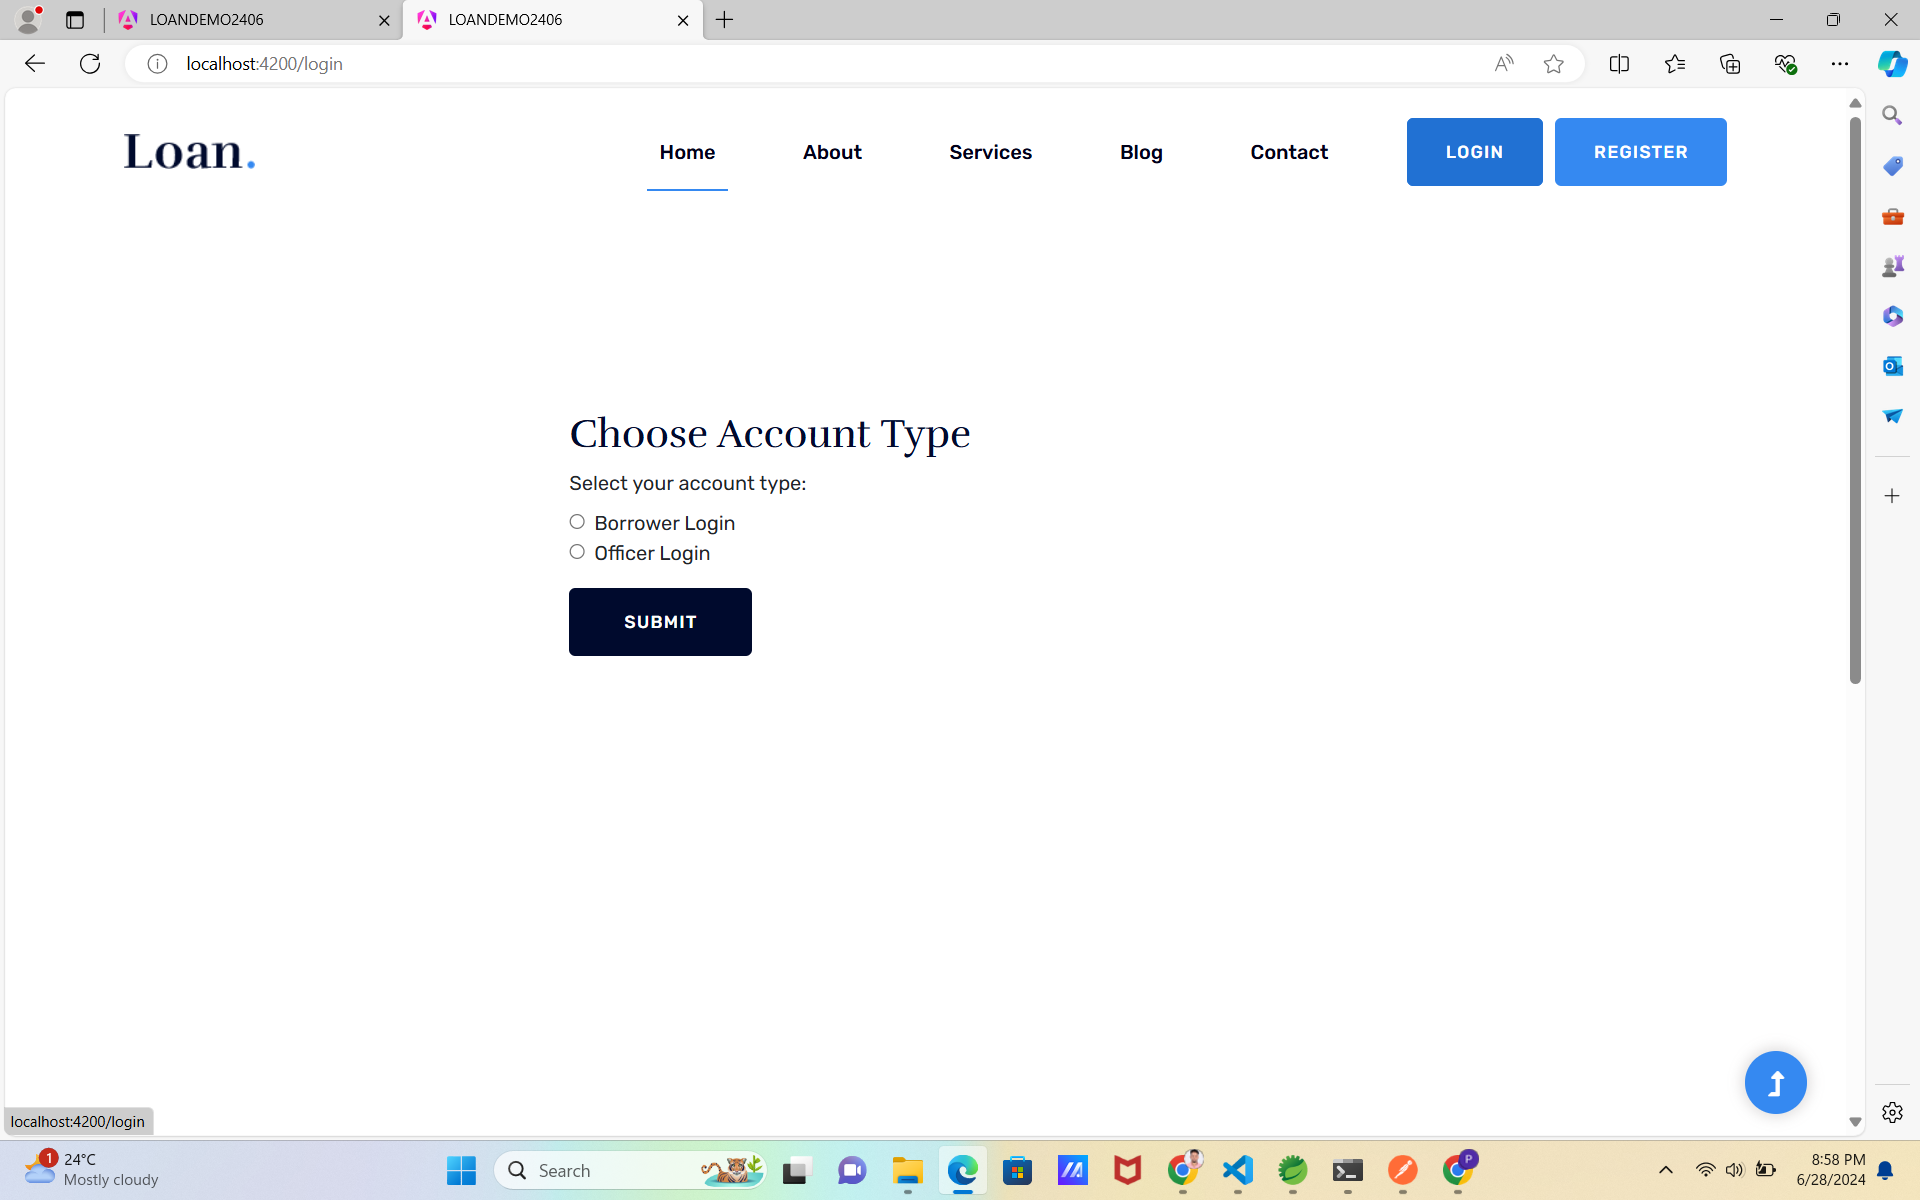 LOANDEMO2406
LOANDEMO2406
localhost:4200/login
Loan.
Home
About
Services
Blog
Contact
LOGIN
REGISTER
Choose Account Type
Select your account type:
Borrower Login
Officer Login
SUBMIT
localhost:4200/login
1
24°C
Mostly cloudy
Search
P
8:58 PM
6/28/2024